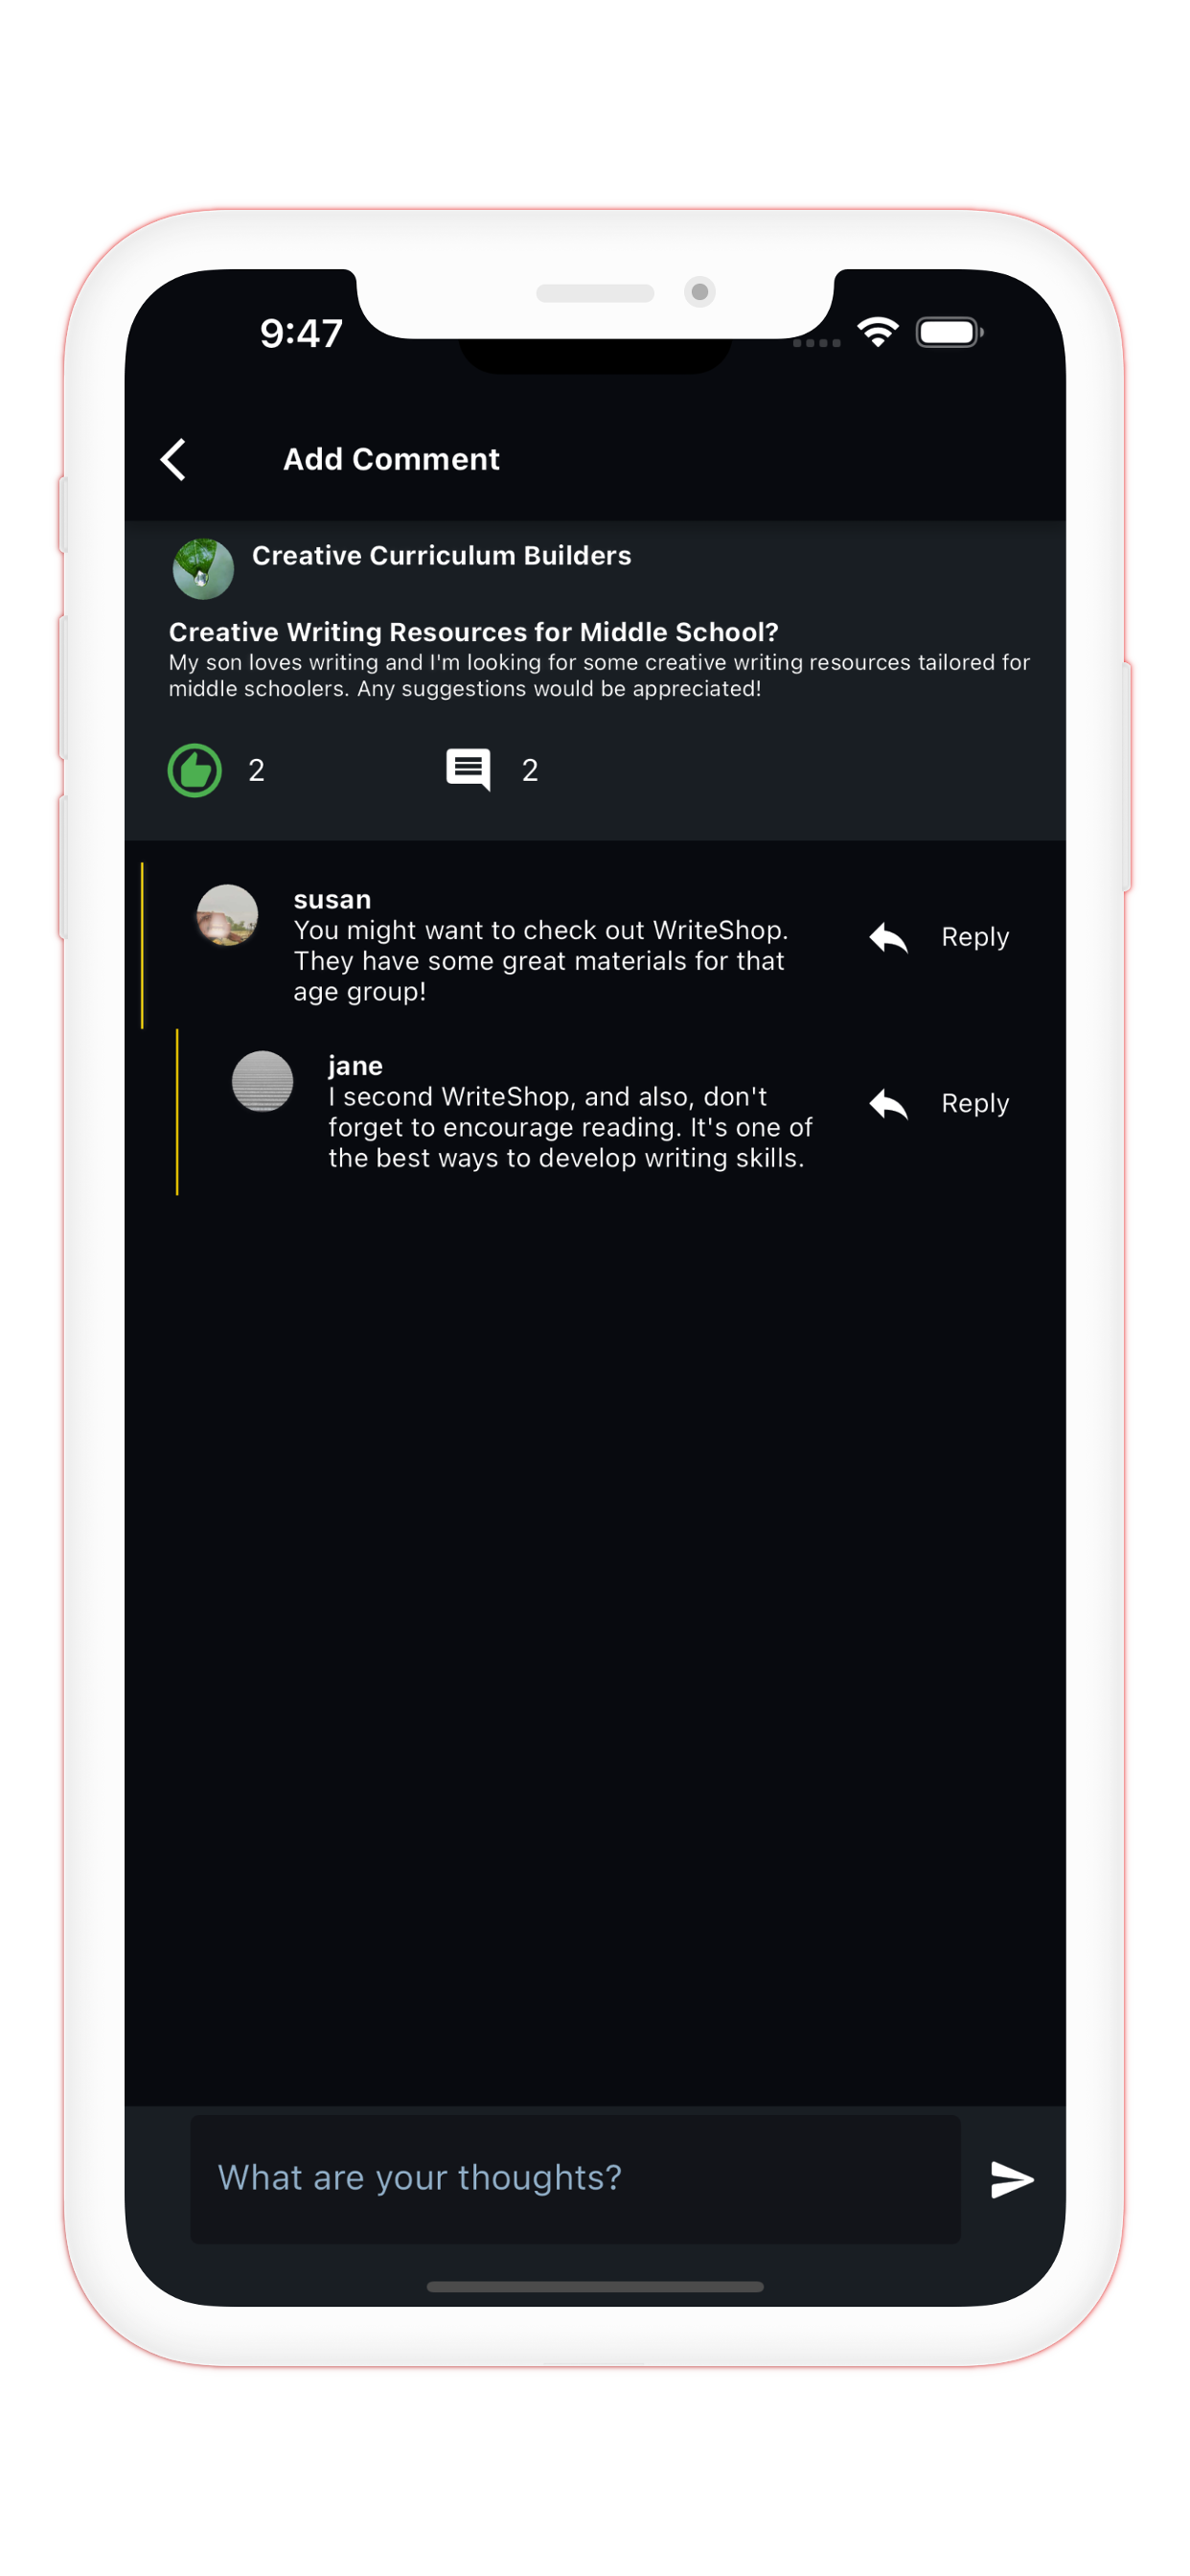 9:47
Add Comment
Creative Curriculum Builders
Creative Writing Resources for Middle School?
My son loves writing and I'm looking for some creative writing resources tailored for
middle schoolers. Any suggestions would be appreciated!
2
2
susan
You might want to check out WriteShop.
They have some great materials for that
age group!
Reply
jane
I second WriteShop, and also, don't
forget to encourage reading. It's one of
the best ways to develop writing skills.
Reply
What are your thoughts?